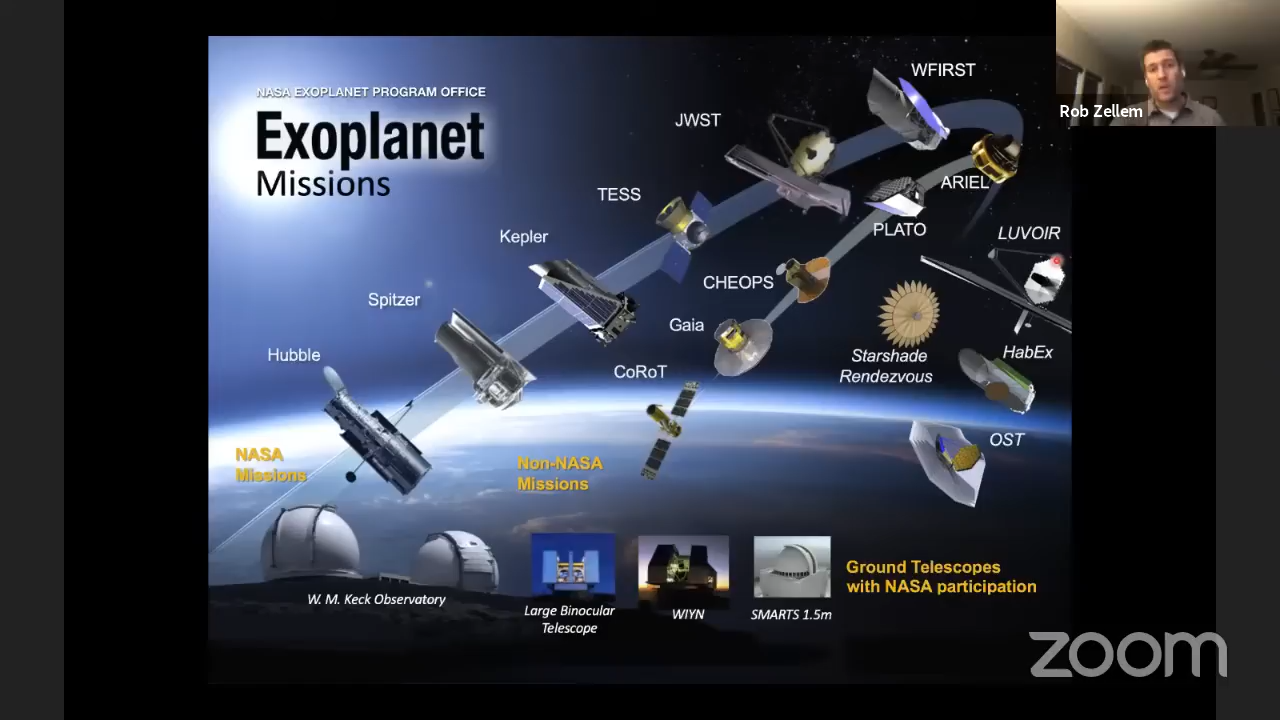 NASA EXOPLANET PROGRAM OFFICE
Exoplanet
Missions
WFIRST
Rob Zellem
JWST
ARIEL
TESS
PLATO
LUVOIR
Kepler
CHEOPS
Spitzer
Gaia
Starshade
Rendezvous
HabEx
Hubble
CoRoT
OST
NASA
Missions
Non-NASA
Missions
Ground Telescopes
with NASA participation
W. M. Keck Observatory
Large Binocular
Telescope
WIYN
SMARTS 1.5m
zoom